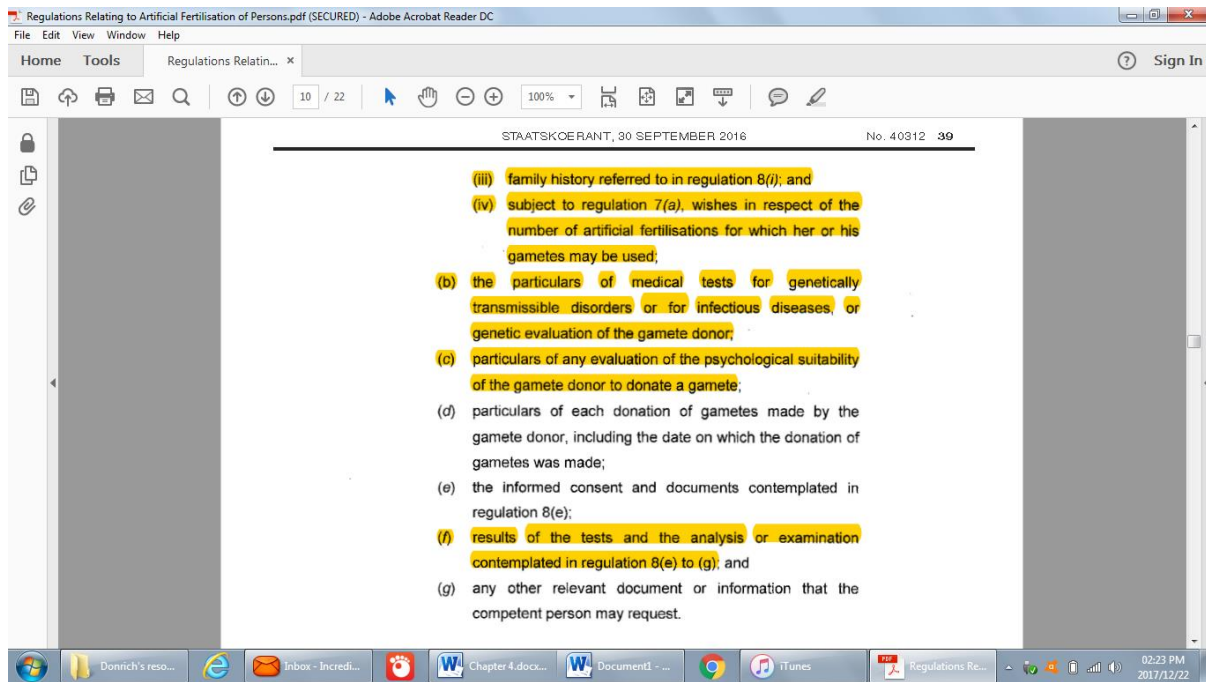 Regulations Relating to Artificial Fertilisation of Persons.pdf (SECURED) - Adobe Acrobat Reader DC
File Edit View Window Help
Home Tools Regulations Relatin... × Sign In
10 / 22 100%
STAATSKOERANT, 30 SEPTEMBER 2016 No. 40312 39
(iii) family history referred to in regulation 8(i); and
(iv) subject to regulation 7(a), wishes in respect of the
number of artificial fertilisations for which her or his
gametes may be used;
(b) the particulars of medical tests for genetically
transmissible disorders or for infectious diseases, or
genetic evaluation of the gamete donor;
(c) particulars of any evaluation of the psychological suitability
of the gamete donor to donate a gamete;
(d) particulars of each donation of gametes made by the
gamete donor, including the date on which the donation of
gametes was made;
(e) the informed consent and documents contemplated in
regulation 8(e);
(f) results of the tests and the analysis or examination
contemplated in regulation 8(e) to (g); and
(g) any other relevant document or information that the
competent person may request.
Donrich's reso... Inbox - Incredi... Chapter 4.docx... Document1 - ... iTunes Regulations Re... 02:23 PM
2017/12/22